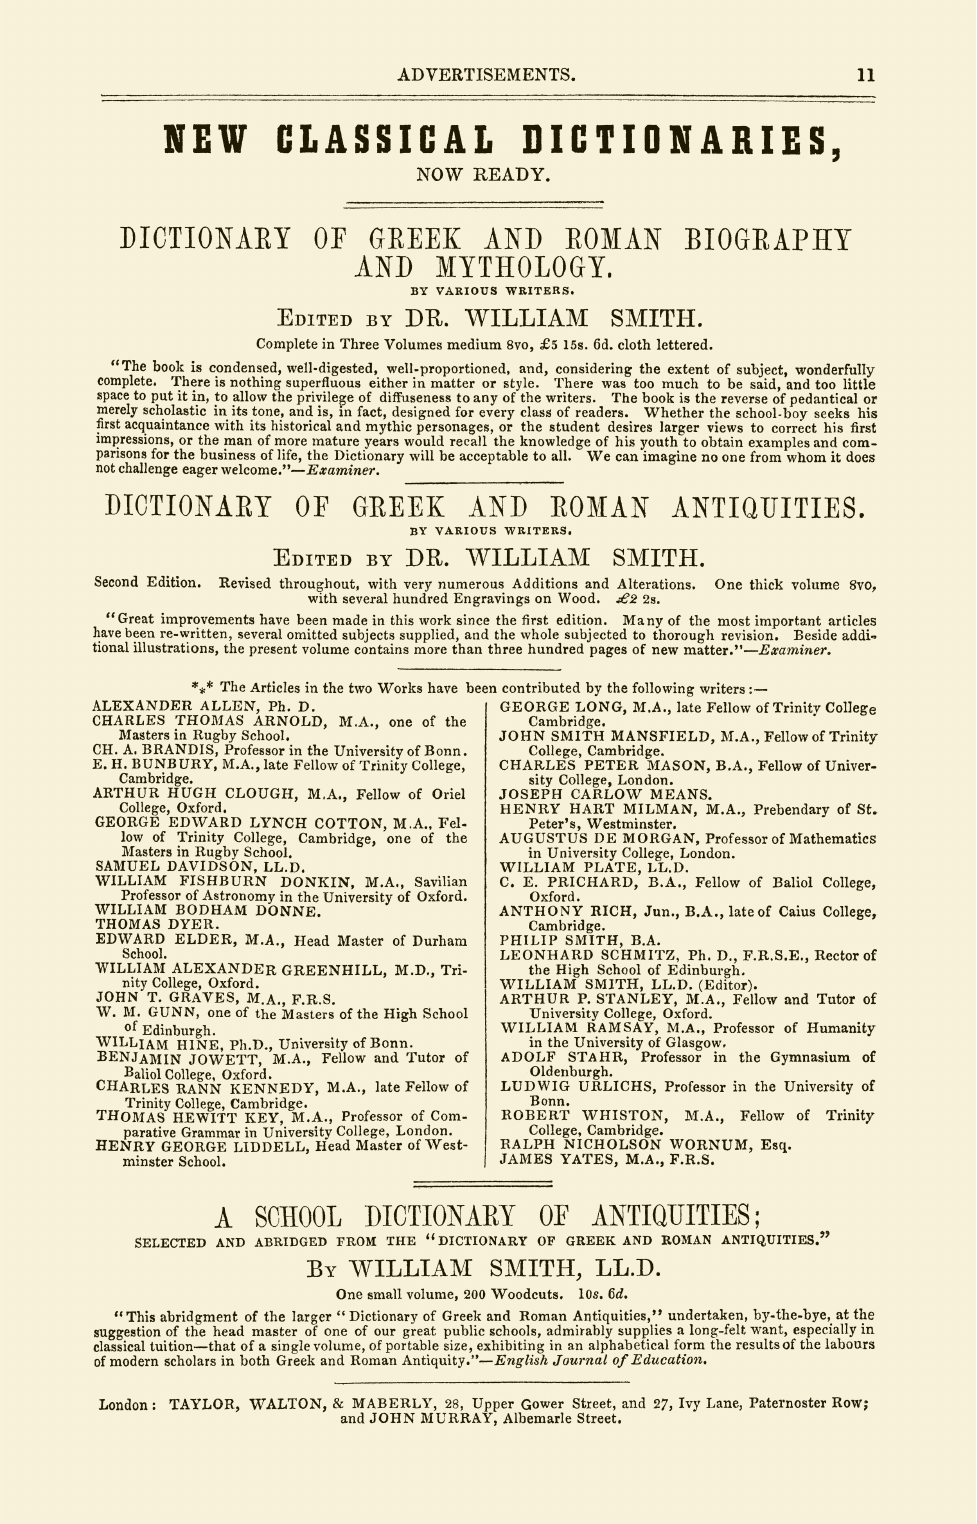 ADVERTISEMENTS. 11
NEW CLASSICAL DICTIONARIES,
NOW READY.
DICTIONARY OF GREEK AND ROMAN BIOGRAPHY
AND MYTHOLOGY.
BY VARIOUS WRITERS.
EDITED BY DR. WILLIAM SMITH.
Complete in Three Volumes medium 8vo, £5 15s. 6d. cloth lettered.
"The book is condensed, well-digested, well-proportioned, and, considering the extent of subject, wonderfully
complete. There is nothing superfluous either in matter or style. There was too much to be said, and too little
space to put it in, to allow the privilege of diffuseness to any of the writers. The book is the reverse of pedantical or
merely scholastic in its tone, and is, in fact, designed for every class of readers. Whether the school-boy seeks his
first acquaintance with its historical and mythic personages, or the student desires larger views to correct his first
impressions, or the man of more mature years would recall the knowledge of his youth to obtain examples and com-
parisons for the business of life, the Dictionary will be acceptable to all. We can imagine no one from whom it does
not challenge eager welcome."—Examiner.
DICTIONARY OF GREEK AND ROMAN ANTIQUITIES.
BY VARIOUS WRITERS.
EDITED BY DR. WILLIAM SMITH.
Second Edition. Revised throughout, with very numerous Additions and Alterations. One thick volume 8vo,
with several hundred Engravings on Wood. £2 2s.
"Great improvements have been made in this work since the first edition. Many of the most important articles
have been re-written, several omitted subjects supplied, and the whole subjected to thorough revision. Beside addi-
tional illustrations, the present volume contains more than three hundred pages of new matter."—Examiner.
*** The Articles in the two Works have been contributed by the following writers:—
ALEXANDER ALLEN, Ph. D.
CHARLES THOMAS ARNOLD, M.A., one of the
Masters in Rugby School.
CH. A. BRANDIS, Professor in the University of Bonn.
E. H. BUNBURY, M.A., late Fellow of Trinity College,
Cambridge.
ARTHUR HUGH CLOUGH, M.A., Fellow of Oriel
College, Oxford.
GEORGE EDWARD LYNCH COTTON, M.A., Fel-
low of Trinity College, Cambridge, one of the
Masters in Rugby School.
SAMUEL DAVIDSON, LL.D.
WILLIAM FISHBURN DONKIN, M.A., Savilian
Professor of Astronomy in the University of Oxford.
WILLIAM BODHAM DONNE.
THOMAS DYER.
EDWARD ELDER, M.A., Head Master of Durham
School.
WILLIAM ALEXANDER GREENHILL, M.D., Tri-
nity College, Oxford.
JOHN T. GRAVES, M.A., F.R.S.
W. M. GUNN, one of the Masters of the High School
of Edinburgh.
WILLIAM HINE, Ph.D., University of Bonn.
BENJAMIN JOWETT, M.A., Fellow and Tutor of
Baliol College, Oxford.
CHARLES RANN KENNEDY, M.A., late Fellow of
Trinity College, Cambridge.
THOMAS HEWITT KEY, M.A., Professor of Com-
parative Grammar in University College, London.
HENRY GEORGE LIDDELL, Head Master of West-
minster School.
GEORGE LONG, M.A., late Fellow of Trinity College
Cambridge.
JOHN SMITH MANSFIELD, M.A., Fellow of Trinity
College, Cambridge.
CHARLES PETER MASON, B.A., Fellow of Univer-
sity College, London.
JOSEPH CARLOW MEANS.
HENRY HART MILMAN, M.A., Prebendary of St.
Peter's, Westminster.
AUGUSTUS DE MORGAN, Professor of Mathematics
in University College, London.
WILLIAM PLATE, LL.D.
C. E. PRICHARD, B.A., Fellow of Baliol College,
Oxford.
ANTHONY RICH, Jun., B.A., late of Caius College,
Cambridge.
PHILIP SMITH, B.A.
LEONHARD SCHMITZ, Ph. D., F.R.S.E., Rector of
the High School of Edinburgh.
WILLIAM SMITH, LL.D. (Editor).
ARTHUR P. STANLEY, M.A., Fellow and Tutor of
University College, Oxford.
WILLIAM RAMSAY, M.A., Professor of Humanity
in the University of Glasgow.
ADOLF STAHR, Professor in the Gymnasium of
Oldenburgh.
LUDWIG URLICHS, Professor in the University of
Bonn.
ROBERT WHISTON, M.A., Fellow of Trinity
College, Cambridge.
RALPH NICHOLSON WORNUM, Esq.
JAMES YATES, M.A., F.R.S.
A SCHOOL DICTIONARY OF ANTIQUITIES;
SELECTED AND ABRIDGED FROM THE "DICTIONARY OF GREEK AND ROMAN ANTIQUITIES."
BY WILLIAM SMITH, LL.D.
One small volume, 200 Woodcuts. 10s. 6d.
"This abridgment of the larger "Dictionary of Greek and Roman Antiquities," undertaken, by-the-bye, at the
suggestion of the head master of one of our great public schools, admirably supplies a long-felt want, especially in
classical tuition—that of a single volume, of portable size, exhibiting in an alphabetical form the results of the labours
of modern scholars in both Greek and Roman Antiquity."—English Journal of Education.
London: TAYLOR, WALTON, & MABERLY, 28, Upper Gower Street, and 27, Ivy Lane, Paternoster Row;
and JOHN MURRAY, Albemarle Street.